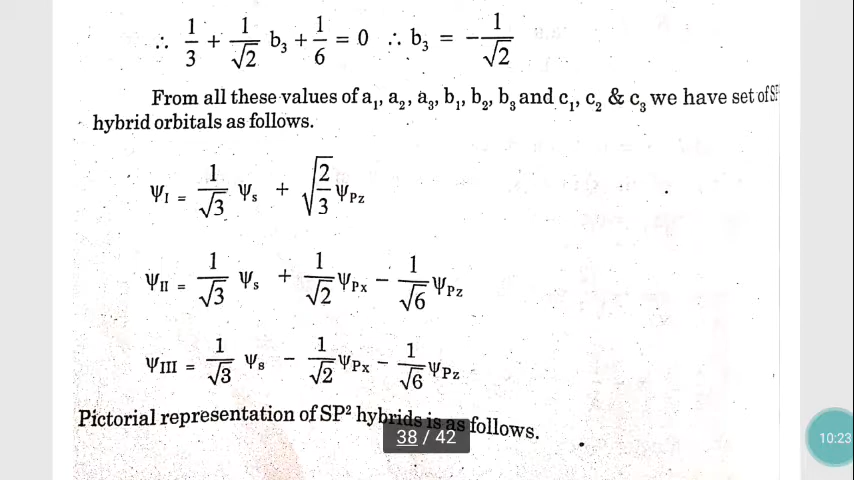 ∴ 1/3 + 1/√2 b₃ + 1/6 = 0 ∴ b₃ = −1/√2
From all these values of a₁, a₂, a₃, b₁, b₂, b₃ and c₁, c₂ & c₃ we have set of SP
hybrid orbitals as follows.
ΨI = 1/√3 Ψs + √(2/3) ΨPz
ΨII = 1/√3 Ψs + 1/√2 ΨPx − 1/√6 ΨPz
ΨIII = 1/√3 Ψs − 1/√2 ΨPx − 1/√6 ΨPz
Pictorial representation of SP² hybrids is as follows.
38 / 42
10:23